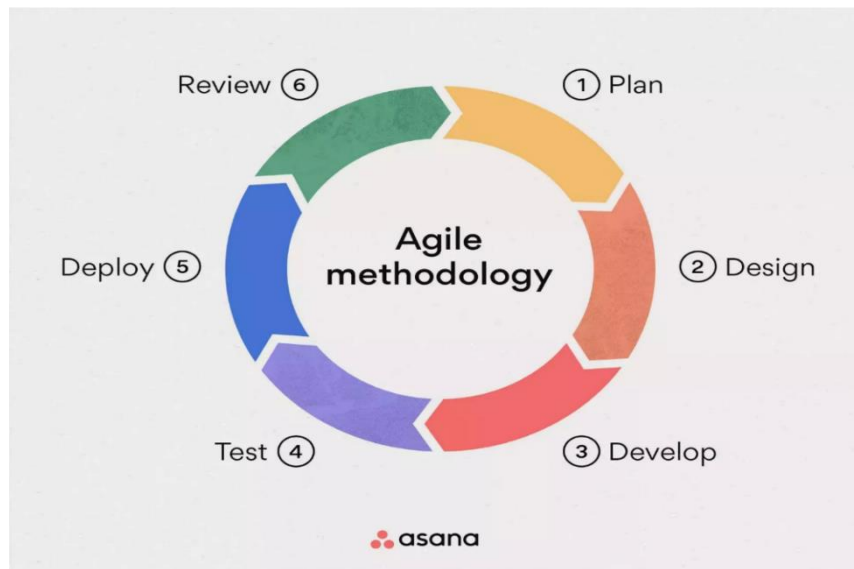 Agile
methodology
1 Plan
2 Design
3 Develop
Test 4
Deploy 5
Review 6
asana